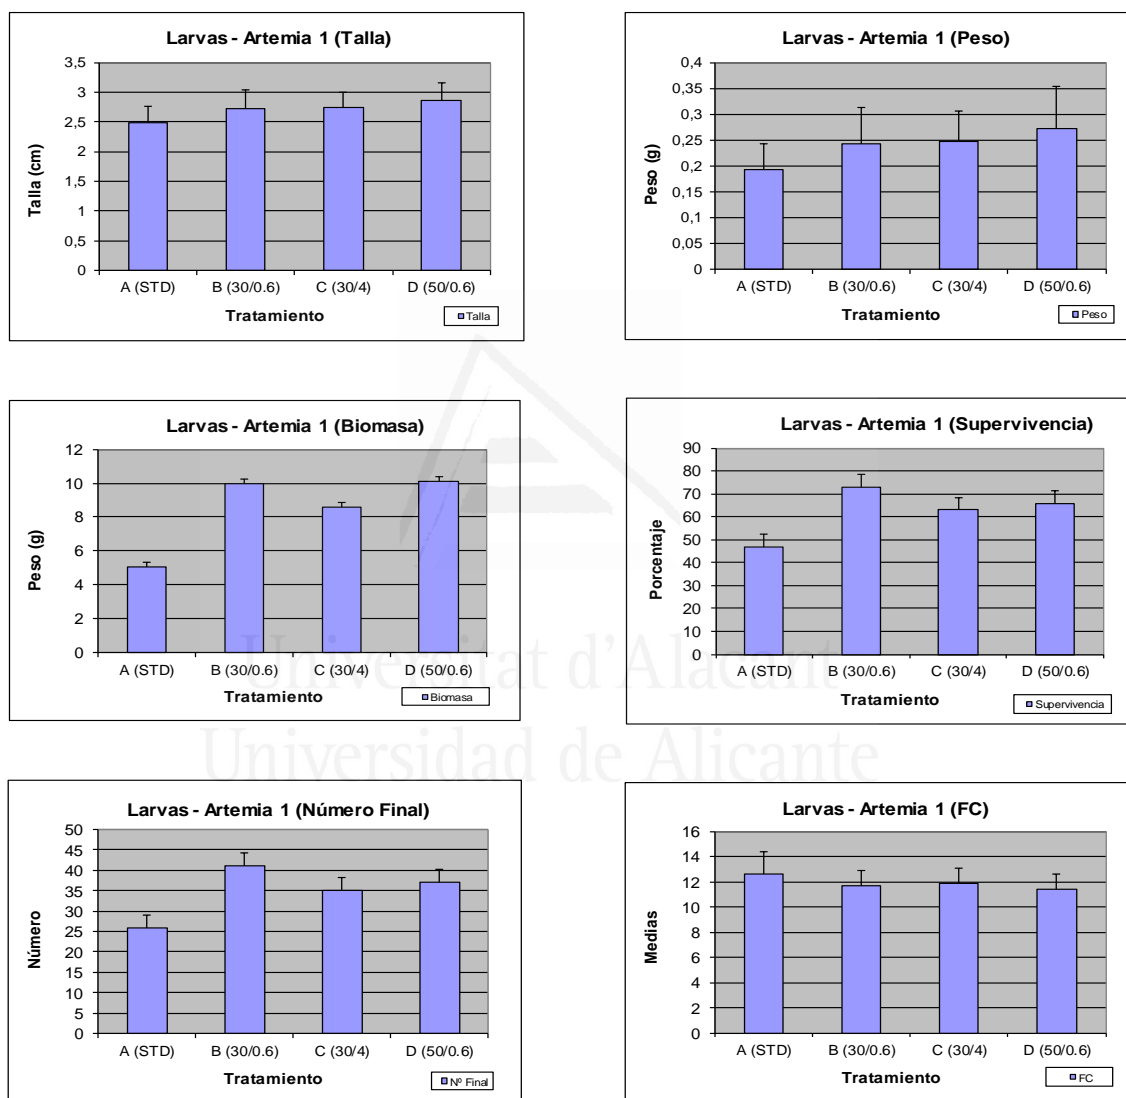 Larvas - Artemia 1 (Talla)
3,5
3
2,5
2
1,5
1
0,5
0
Talla (cm)
A (STD) B (30/0.6) C (30/4) D (50/0.6)
Tratamiento
Talla
Larvas - Artemia 1 (Peso)
0,4
0,35
0,3
0,25
0,2
0,15
0,1
0,05
0
Peso (g)
A (STD) B (30/0.6) C (30/4) D (50/0.6)
Tratamiento
Peso
Larvas - Artemia 1 (Biomasa)
12
10
8
6
4
2
0
Peso (g)
A (STD) B (30/0.6) C (30/4) D (50/0.6)
Tratamiento
Biomasa
Larvas - Artemia 1 (Supervivencia)
90
80
70
60
50
40
30
20
10
0
Porcentaje
A (STD) B (30/0.6) C (30/4) D (50/0.6)
Tratamiento
Supervivencia
Universitat d'Alacant
Universidad de Alicante
Larvas - Artemia 1 (Número Final)
50
45
40
35
30
25
20
15
10
5
0
Número
A (STD) B (30/0.6) C (30/4) D (50/0.6)
Tratamiento
Nº Final
Larvas - Artemia 1 (FC)
16
14
12
10
8
6
4
2
0
Medias
A (STD) B (30/0.6) C (30/4) D (50/0.6)
Tratamiento
FC